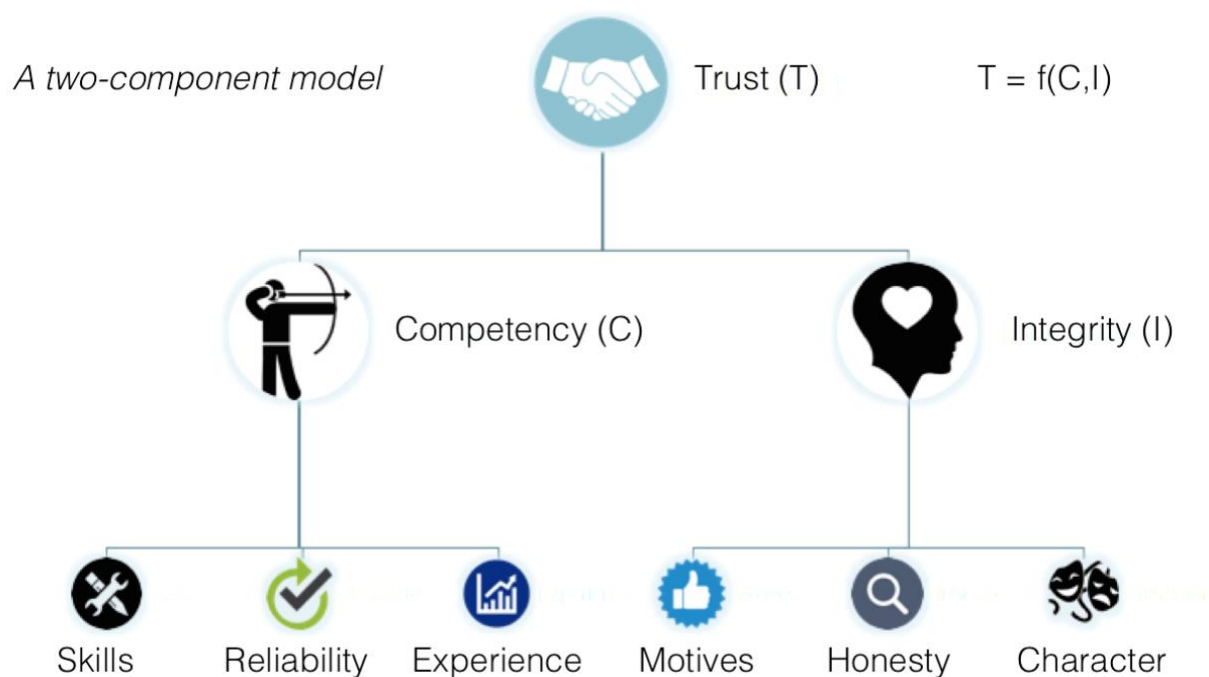 A two-component model
Trust (T)
T = f(C,I)
Competency (C)
Integrity (I)
Skills
Reliability
Experience
Motives
Honesty
Character